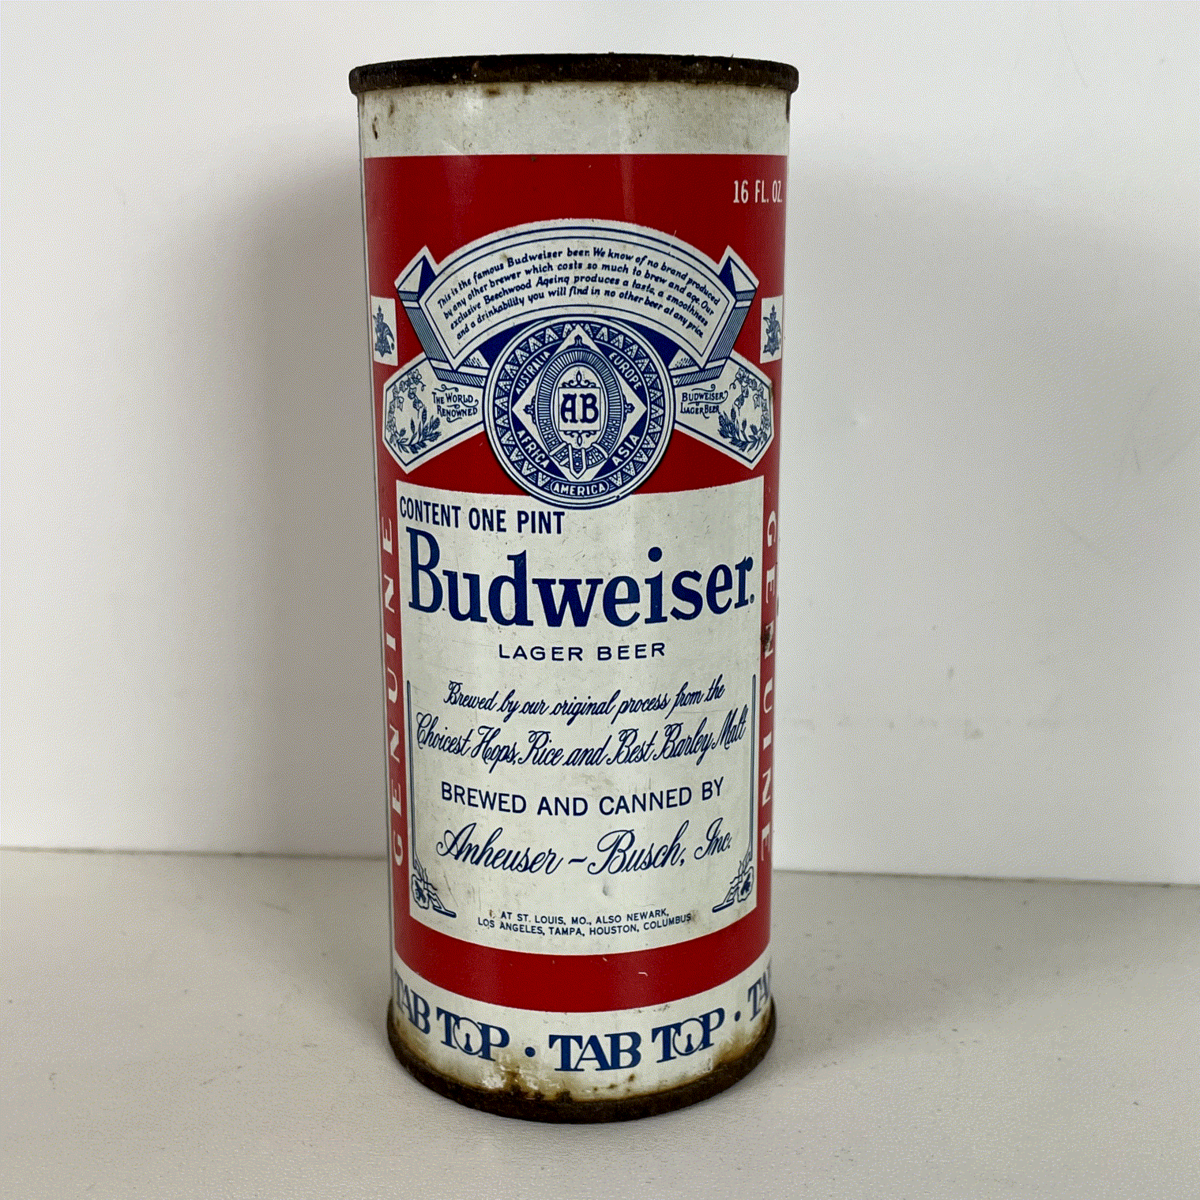 16 FL. OZ.
This is the famous Budweiser beer. We know of no brand produced
by any other brewer which costs so much to brew and age. Our
exclusive Beechwood Ageing produces a taste, a smoothness
and a drinkability you will find in no other beer at any price.
AUSTRALIA
EUROPE
THE WORLD
RENOWNED
AB
BUDWEISER
LAGER BEER
AFRICA
ASIA
AMERICA
CONTENT ONE PINT
Budweiser®
LAGER BEER
GENUINE
GENUINE
Brewed by our original process from the
Choicest Hops, Rice and Best Barley Malt
BREWED AND CANNED BY
Anheuser-Busch, Inc.
AT ST. LOUIS, MO., ALSO NEWARK,
LOS ANGELES, TAMPA, HOUSTON, COLUMBUS
TAB TOP • TAB TOP • TA